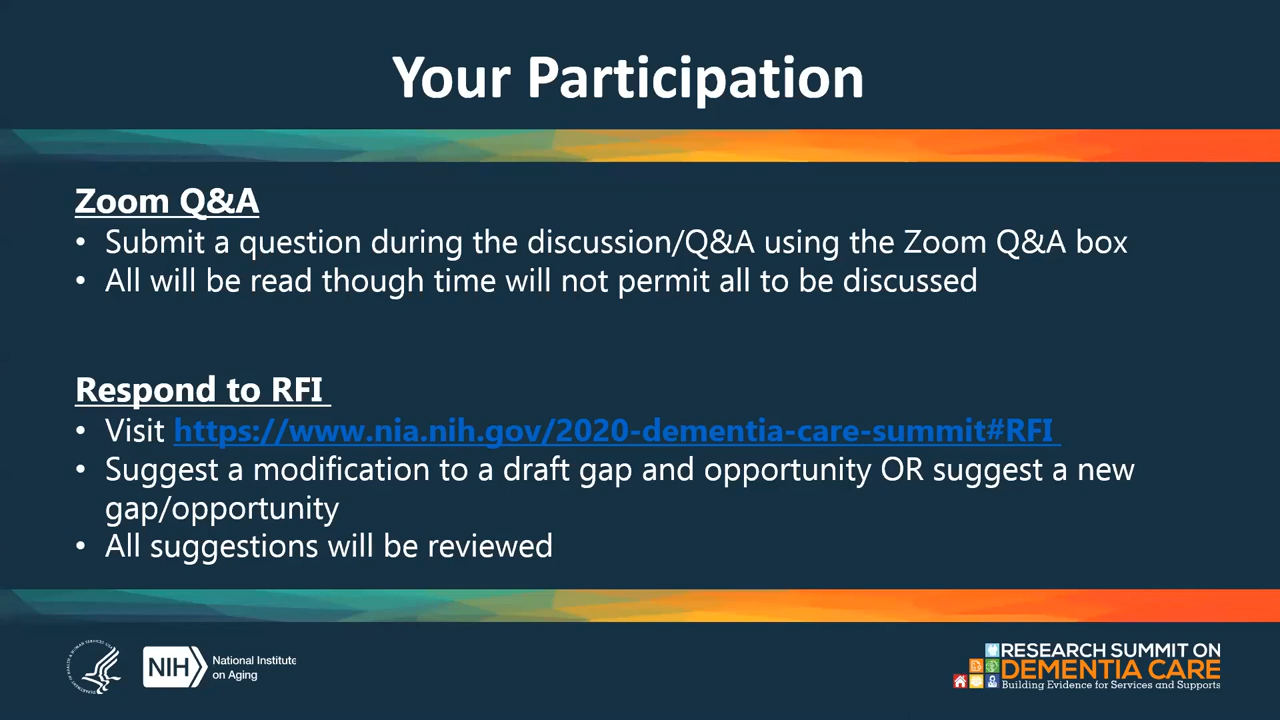 Your Participation
Zoom Q&A
• Submit a question during the discussion/Q&A using the Zoom Q&A box
• All will be read though time will not permit all to be discussed
Respond to RFI
• Visit https://www.nia.nih.gov/2020-dementia-care-summit#RFI
• Suggest a modification to a draft gap and opportunity OR suggest a new
gap/opportunity
• All suggestions will be reviewed
NIH
National Institute
on Aging
RESEARCH SUMMIT ON
DEMENTIA CARE
Building Evidence for Services and Supports